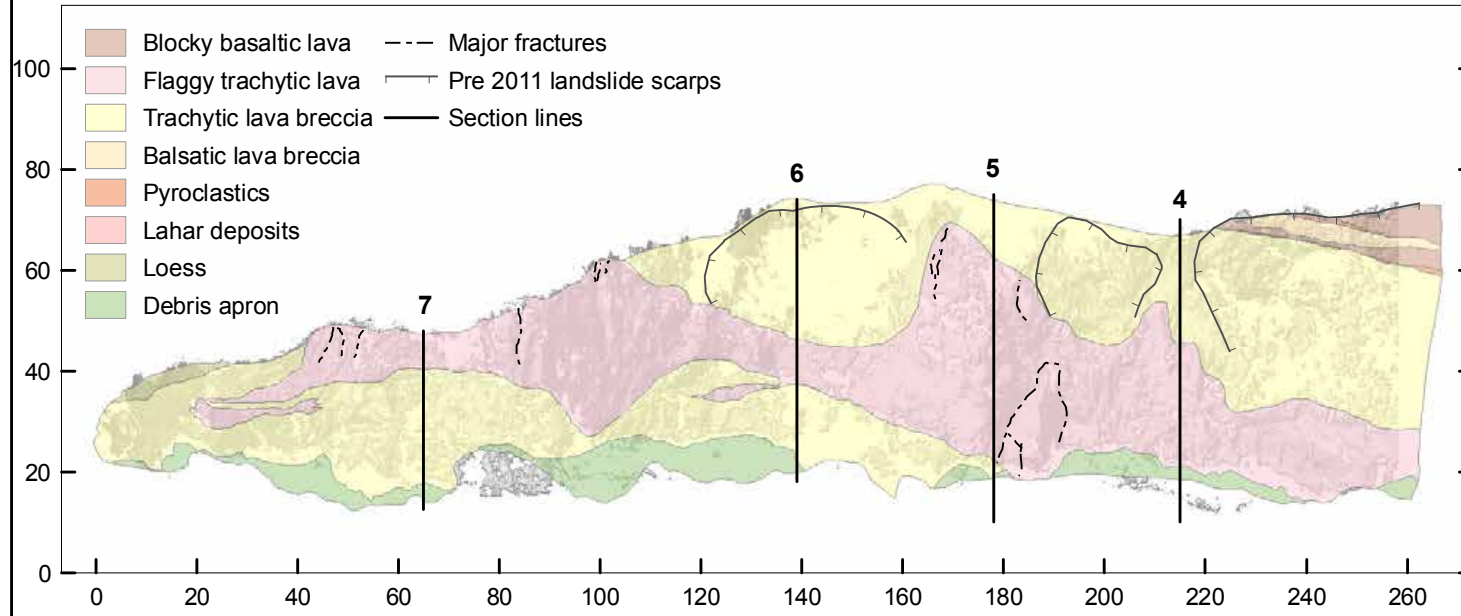 Blocky basaltic lava
Flaggy trachytic lava
Trachytic lava breccia
Balsatic lava breccia
Pyroclastics
Lahar deposits
Loess
Debris apron
Major fractures
Pre 2011 landslide scarps
Section lines
100
80
60
40
20
0
7
6
5
4
0 20 40 60 80 100 120 140 160 180 200 220 240 260